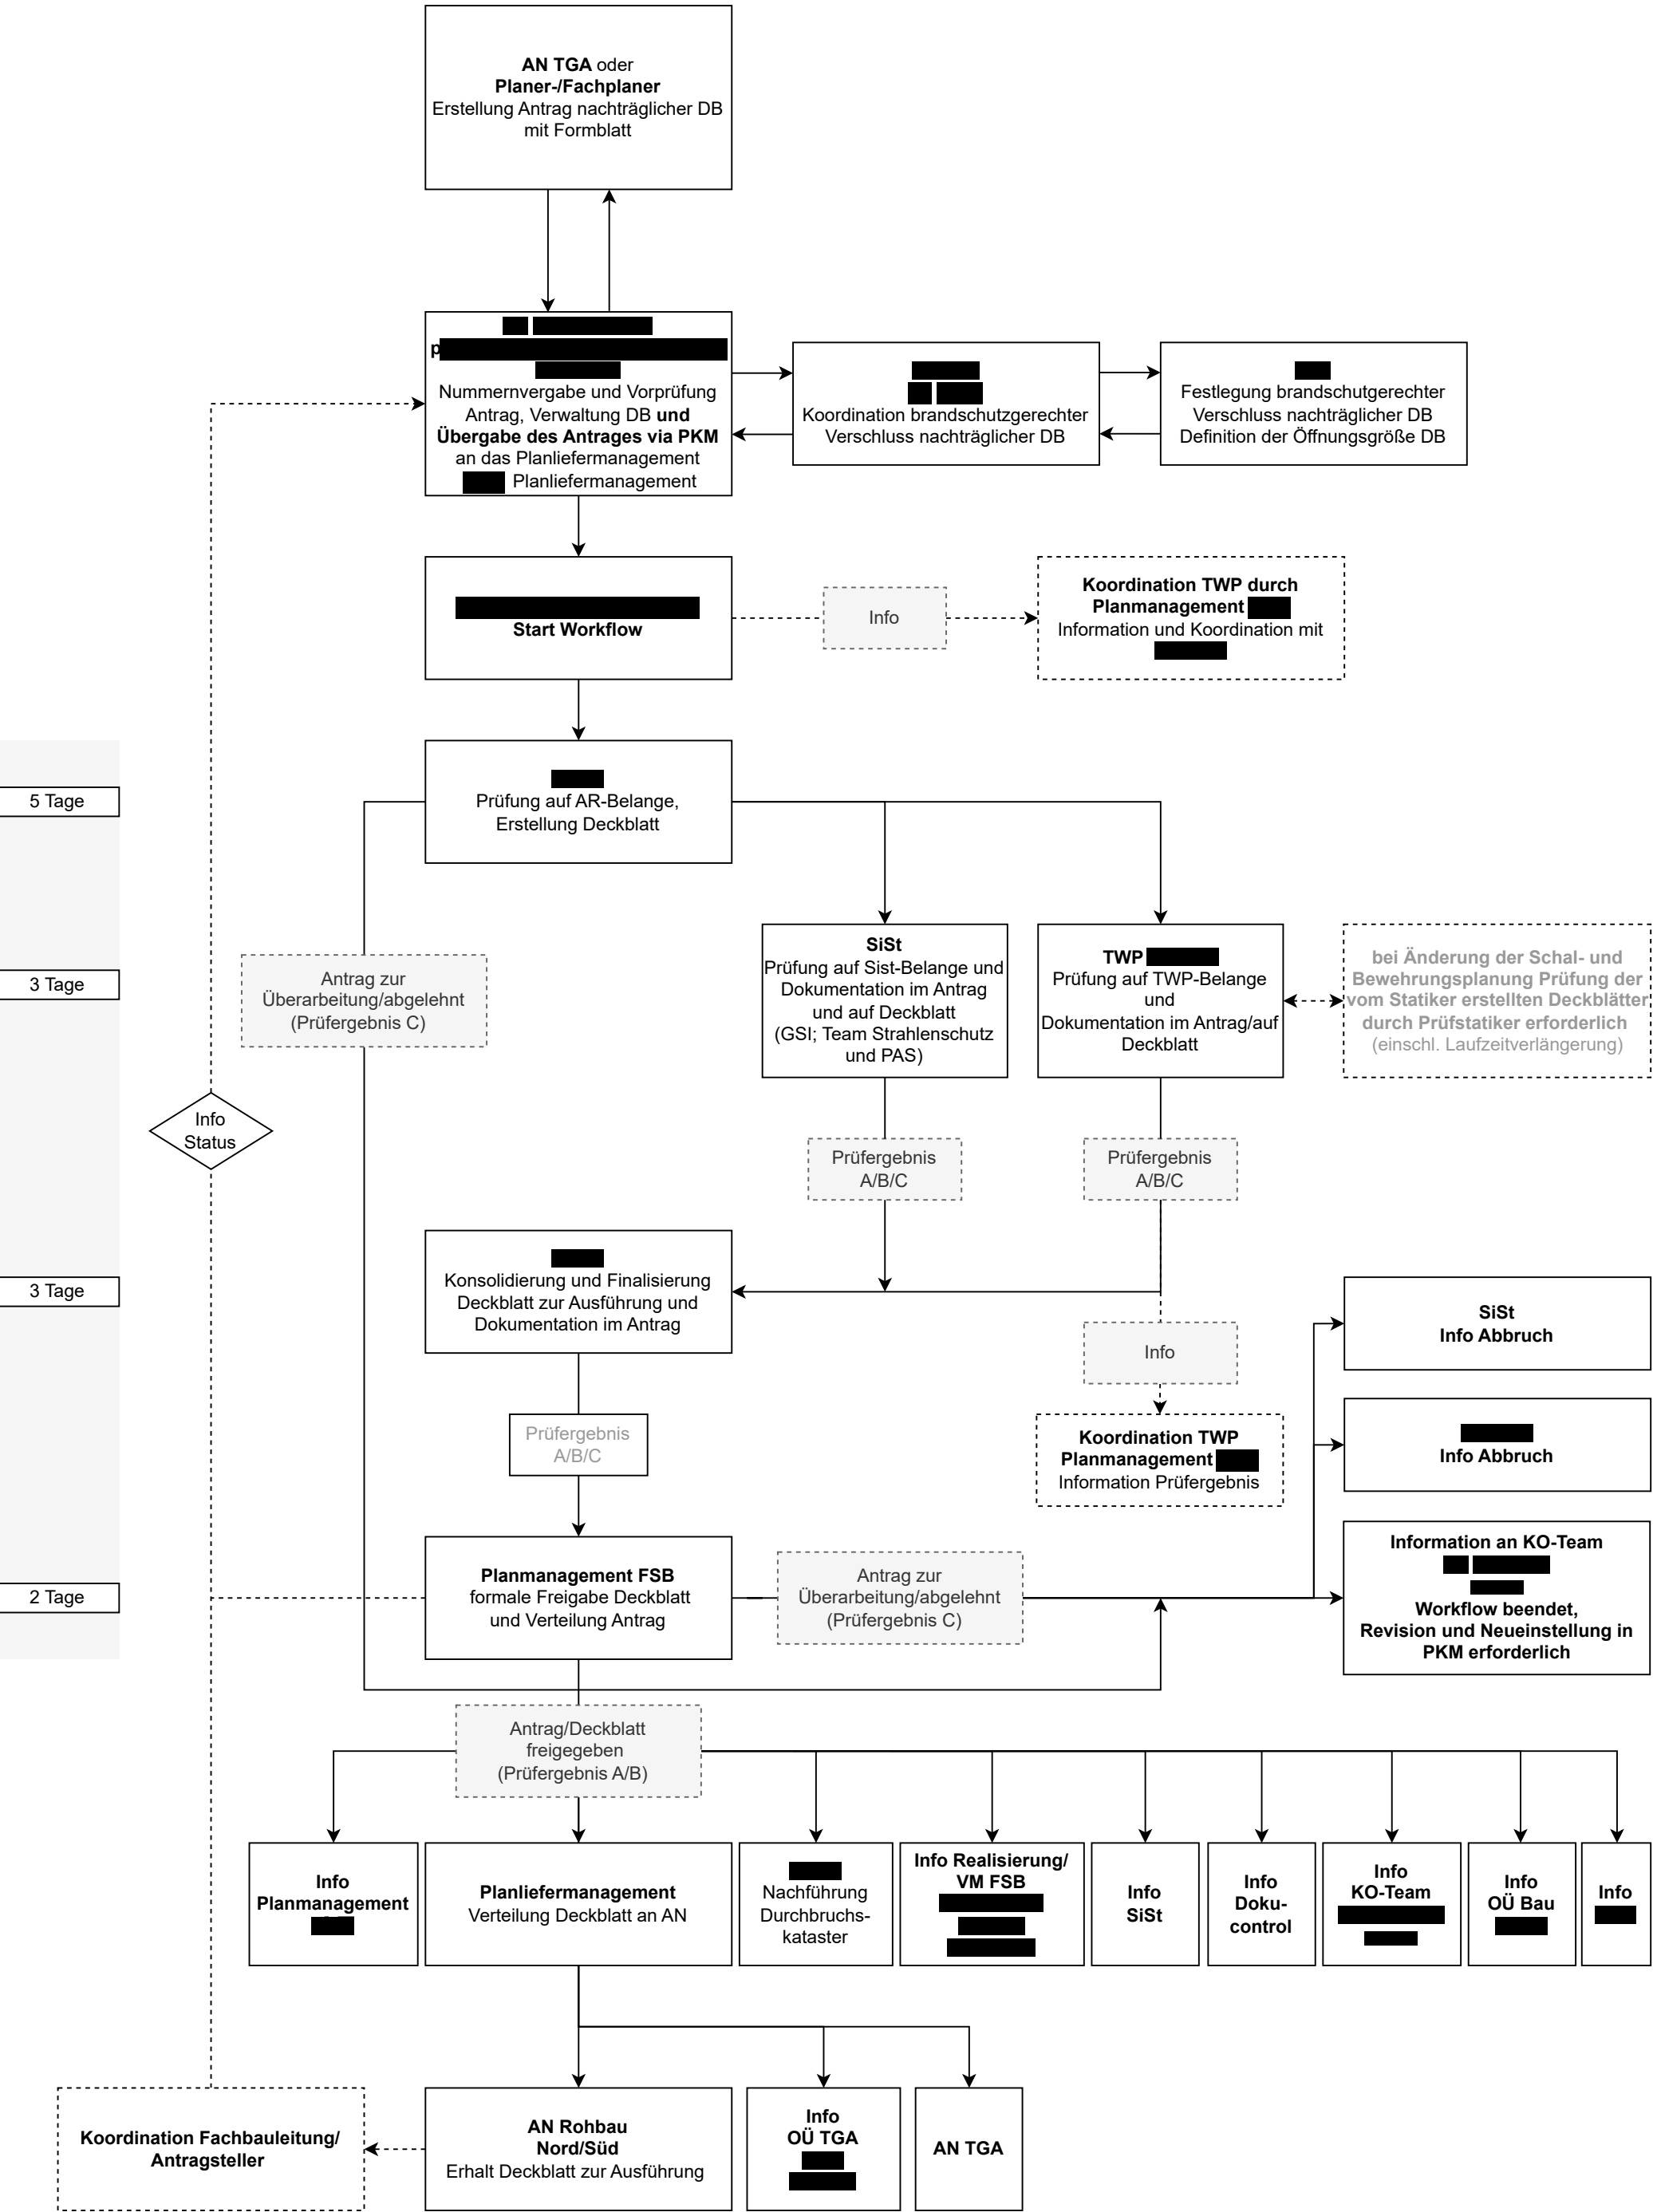 AN TGA oder
Planer-/Fachplaner
Erstellung Antrag nachträglicher DB
mit Formblatt
p
Nummernvergabe und Vorprüfung
Antrag, Verwaltung DB und
Übergabe des Antrages via PKM
an das Planliefermanagement
Planliefermanagement
Koordination brandschutzgerechter
Verschluss nachträglicher DB
Festlegung brandschutgerechter
Verschluss nachträglicher DB
Definition der Öffnungsgröße DB
Start Workflow
Info
Koordination TWP durch
Planmanagement
Information und Koordination mit
5 Tage
Prüfung auf AR-Belange,
Erstellung Deckblatt
3 Tage
Antrag zur
Überarbeitung/abgelehnt
(Prüfergebnis C)
SiSt
Prüfung auf Sist-Belange und
Dokumentation im Antrag
und auf Deckblatt
(GSI; Team Strahlenschutz
und PAS)
TWP
Prüfung auf TWP-Belange
und
Dokumentation im Antrag/auf
Deckblatt
bei Änderung der Schal- und
Bewehrungsplanung Prüfung der
vom Statiker erstellten Deckblätter
durch Prüfstatiker erforderlich
(einschl. Laufzeitverlängerung)
Info
Status
Prüfergebnis
A/B/C
Prüfergebnis
A/B/C
3 Tage
Konsolidierung und Finalisierung
Deckblatt zur Ausführung und
Dokumentation im Antrag
Info
SiSt
Info Abbruch
Prüfergebnis
A/B/C
Koordination TWP
Planmanagement
Information Prüfergebnis
Info Abbruch
2 Tage
Planmanagement FSB
formale Freigabe Deckblatt
und Verteilung Antrag
Antrag zur
Überarbeitung/abgelehnt
(Prüfergebnis C)
Information an KO-Team
Workflow beendet,
Revision und Neueinstellung in
PKM erforderlich
Antrag/Deckblatt
freigegeben
(Prüfergebnis A/B)
Info
Planmanagement
Planliefermanagement
Verteilung Deckblatt an AN
Nachführung
Durchbruchs-
kataster
Info Realisierung/
VM FSB
Info
SiSt
Info
Doku-
control
Info
KO-Team
Info
OÜ Bau
Info
Koordination Fachbauleitung/
Antragsteller
AN Rohbau
Nord/Süd
Erhalt Deckblatt zur Ausführung
Info
OÜ TGA
AN TGA